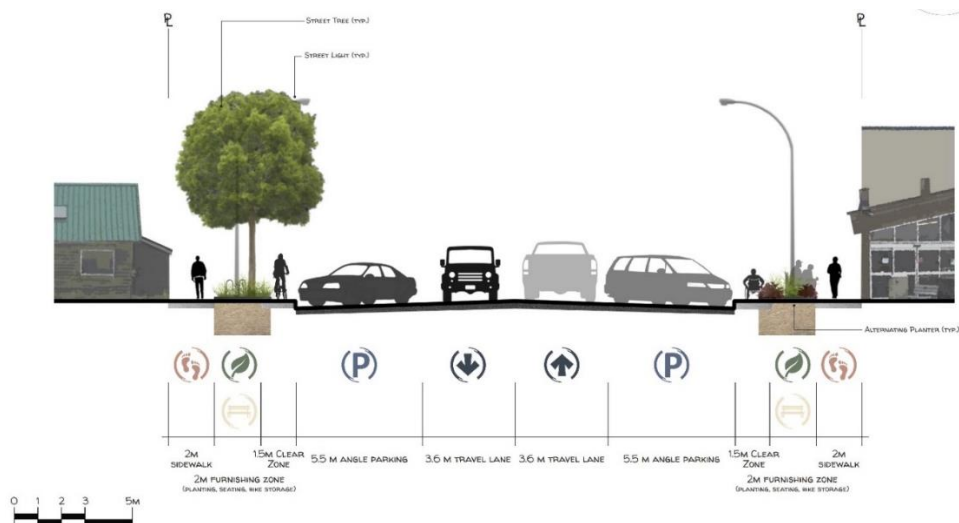 PL
PL
STREET TREE (TYP.)
STREET LIGHT (TYP.)
ALTERNATING PLANTER (TYP.)
P
P
2M
SIDEWALK
1.5M CLEAR
ZONE
5.5 M ANGLE PARKING
3.6 M TRAVEL LANE
3.6 M TRAVEL LANE
5.5 M ANGLE PARKING
1.5M CLEAR
ZONE
2M
SIDEWALK
2M FURNISHING ZONE
(PLANTING, SEATING, BIKE STORAGE)
2M FURNISHING ZONE
(PLANTING, SEATING, BIKE STORAGE)
0 1 2 3 5M